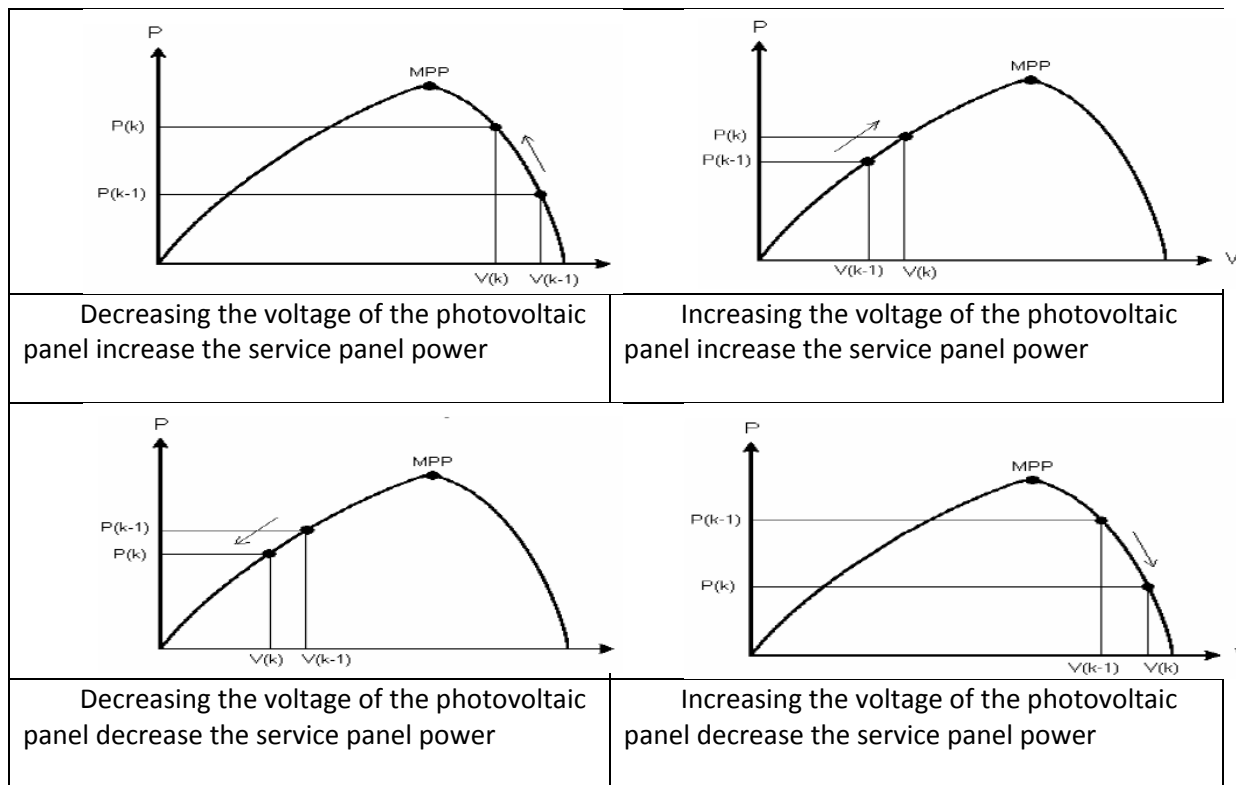 P
MPP
P(k)
P(k-1)
V(k)
V(k-1)
P
MPP
P(k)
P(k-1)
V(k-1)
V(k)
V
Decreasing the voltage of the photovoltaic
panel increase the service panel power
Increasing the voltage of the photovoltaic
panel increase the service panel power
P
MPP
P(k-1)
P(k)
V(k)
V(k-1)
P
MPP
P(k-1)
P(k)
V(k-1)
V(k)
Decreasing the voltage of the photovoltaic
panel decrease the service panel power
Increasing the voltage of the photovoltaic
panel decrease the service panel power